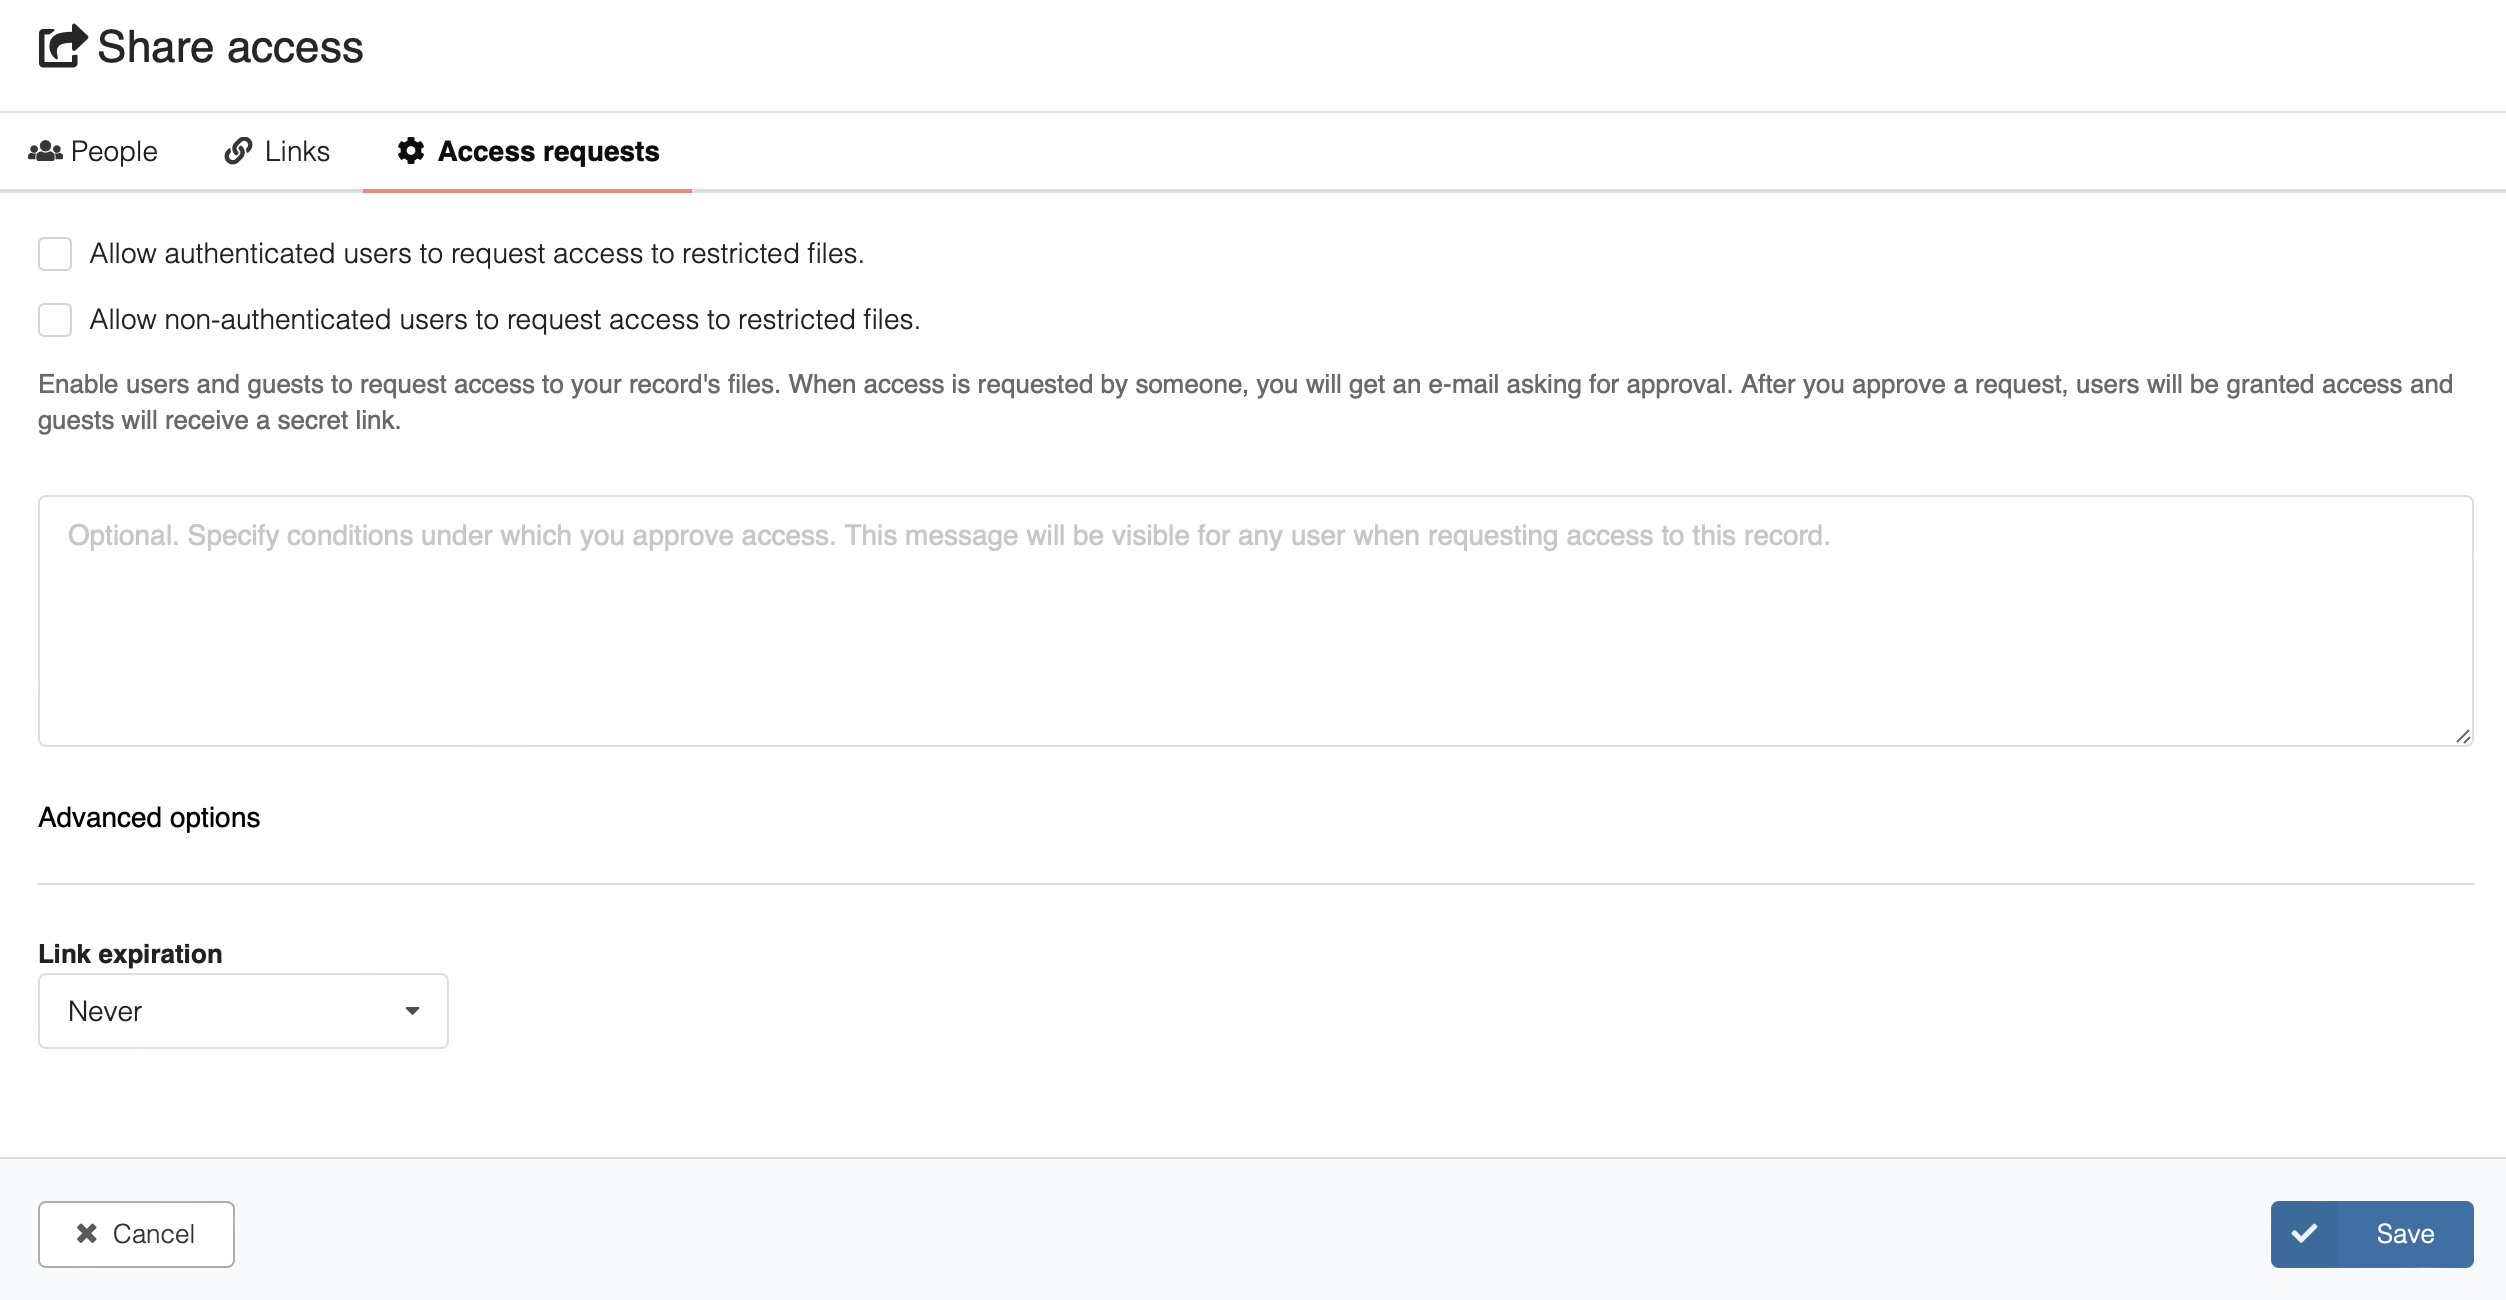 Share access
People
Links
Access requests
Allow authenticated users to request access to restricted files.
Allow non-authenticated users to request access to restricted files.
Enable users and guests to request access to your record's files. When access is requested by someone, you will get an e-mail asking for approval. After you approve a request, users will be granted access and
guests will receive a secret link.
Optional. Specify conditions under which you approve access. This message will be visible for any user when requesting access to this record.
Advanced options
Link expiration
Never
Cancel
Save